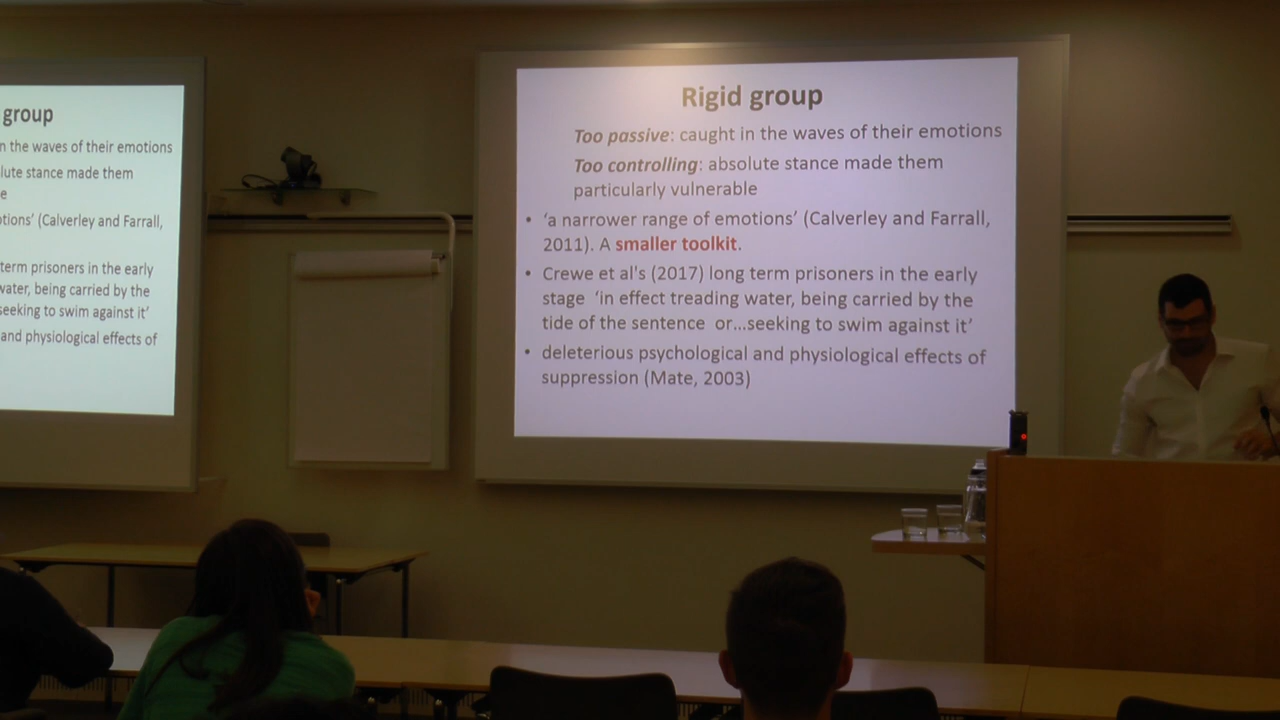 group
n the waves of their emotions
lute stance made them
e
otions’ (Calverley and Farrall,
term prisoners in the early
water, being carried by the
seeking to swim against it’
and physiological effects of
Rigid group
Too passive: caught in the waves of their emotions
Too controlling: absolute stance made them
particularly vulnerable
• ‘a narrower range of emotions’ (Calverley and Farrall,
2011). A smaller toolkit.
• Crewe et al's (2017) long term prisoners in the early
stage ‘in effect treading water, being carried by the
tide of the sentence or…seeking to swim against it’
• deleterious psychological and physiological effects of
suppression (Mate, 2003)